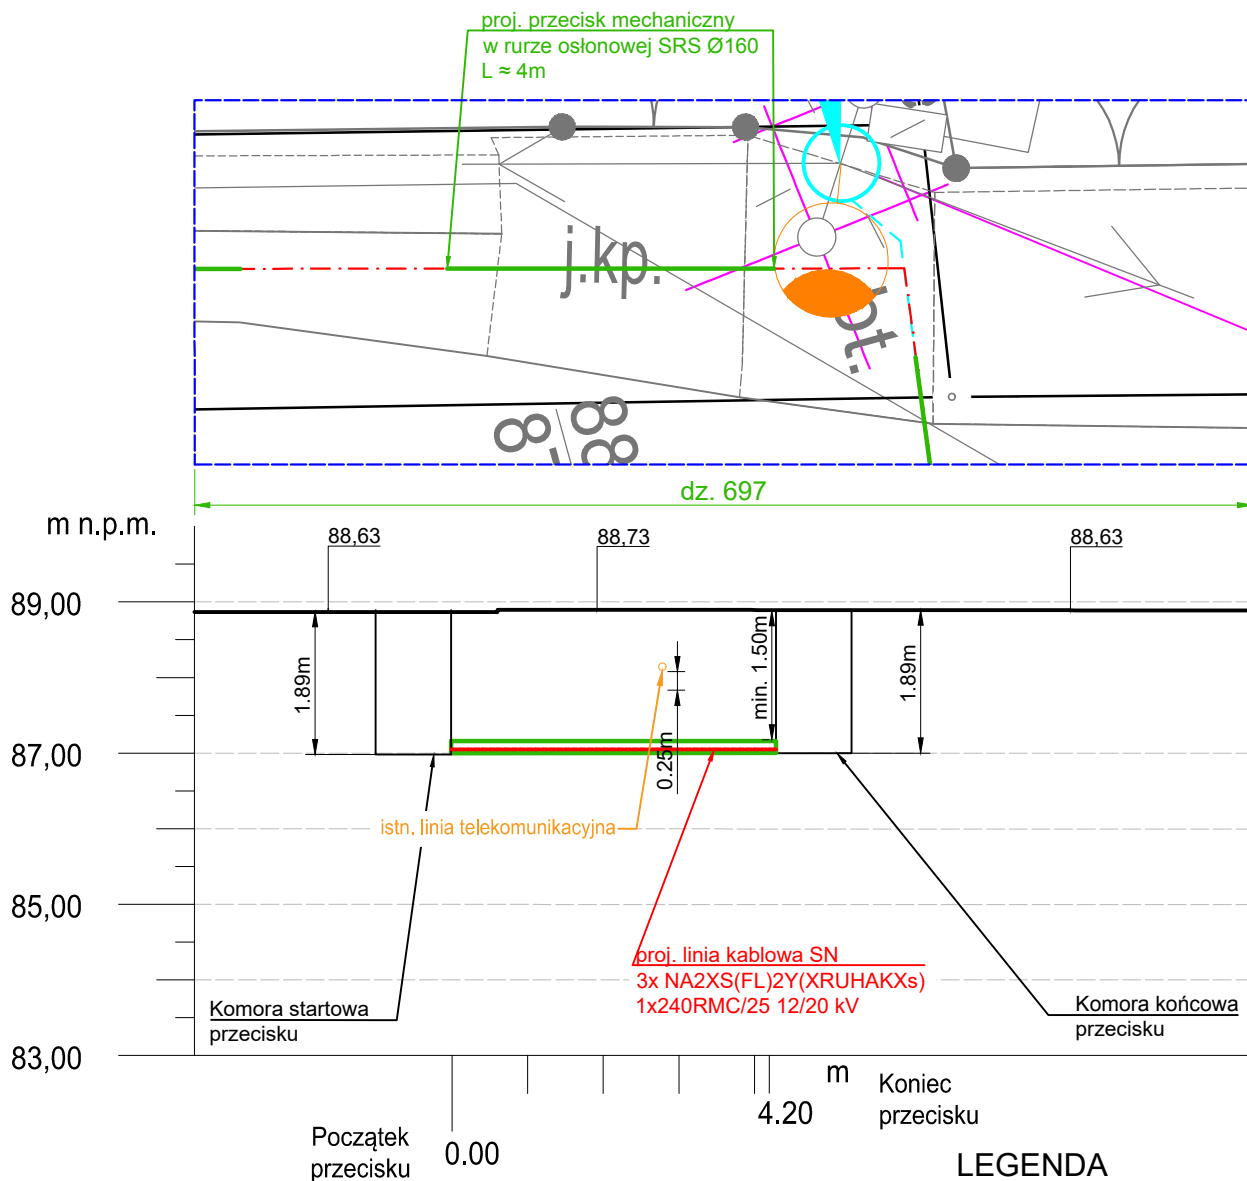 proj. przecisk mechaniczny
w rurze osłonowej SRS Ø160
L ≈ 4m
j.kp.
bt.
88
dz. 697
m n.p.m.
88,63
88,73
88,63
89,00
1.89m
min. 1.50m
1.89m
87,00
0.25m
istn. linia telekomunikacyjna
85,00
proj. linia kablowa SN
3x NA2XS(FL)2Y(XRUHAKXs)
1x240RMC/25 12/20 kV
Komora startowa
przecisku
Komora końcowa
przecisku
83,00
m
Koniec
przecisku
4.20
Początek
przecisku
0.00
LEGENDA